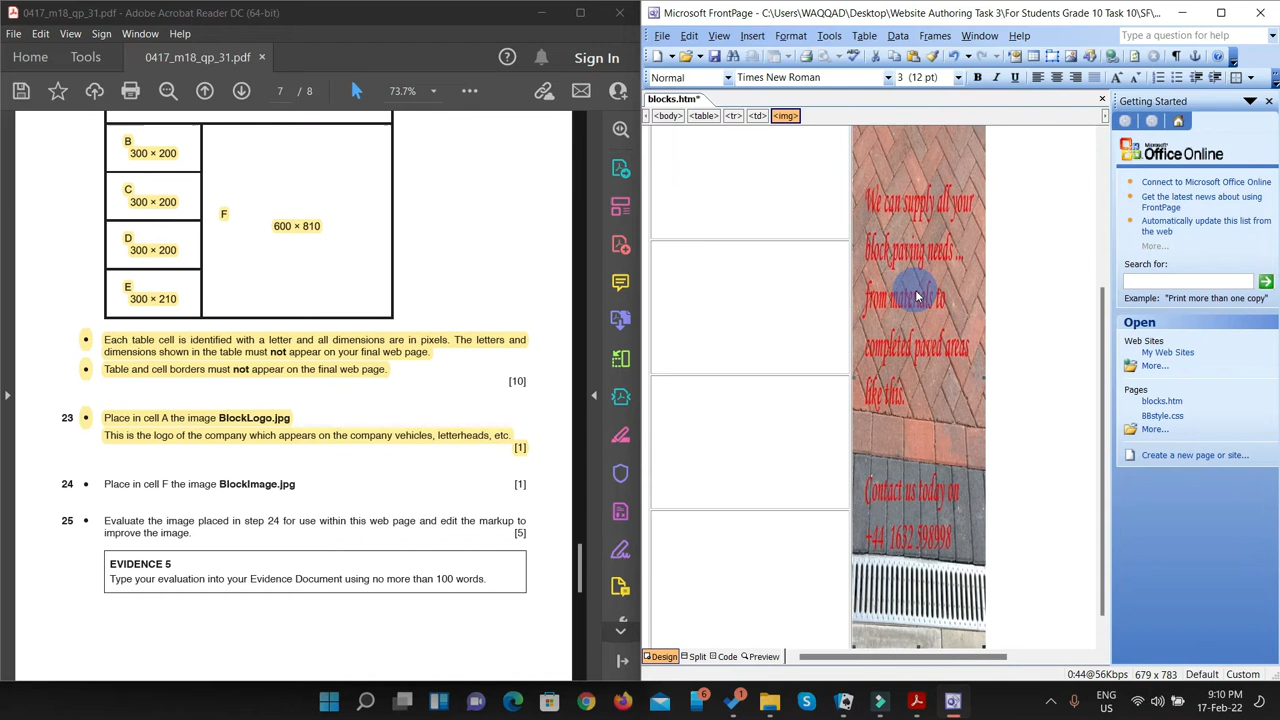 0417_m18_qp_31.pdf - Adobe Acrobat Reader DC (64-bit)
File Edit View Sign Window Help
Home Tools 0417_m18_qp_31.pdf Sign In
7 / 8 73.7%
B
300 × 200
C
300 × 200
D
300 × 200
E
300 × 210
F
600 × 810
• Each table cell is identified with a letter and all dimensions are in pixels. The letters and
dimensions shown in the table must not appear on your final web page.
• Table and cell borders must not appear on the final web page.
[10]
23 • Place in cell A the image BlockLogo.jpg
This is the logo of the company which appears on the company vehicles, letterheads, etc.
[1]
24 • Place in cell F the image BlockImage.jpg [1]
25 • Evaluate the image placed in step 24 for use within this web page and edit the markup to
improve the image. [5]
EVIDENCE 5
Type your evaluation into your Evidence Document using no more than 100 words.
Microsoft FrontPage - C:\Users\WAQQAD\Desktop\Website Authoring Task 3\For Students Grade 10 Task 10\SF\...
File Edit View Insert Format Tools Table Data Frames Window Help Type a question for help
Normal Times New Roman 3 (12 pt) B I U
blocks.htm*
<body> <table> <tr> <td> <img>
We can supply all your
block paving needs ...
from materials to
completed paved areas
like this.
Contact us today on
+44 1632 598998
Design Split Code Preview
0:44@56Kbps 679 x 783 Default Custom
Getting Started
Microsoft
Office Online
Connect to Microsoft Office Online
Get the latest news about using
FrontPage
Automatically update this list from
the web
More...
Search for:
Example: "Print more than one copy"
Open
Web Sites
My Web Sites
More...
Pages
blocks.htm
BBstyle.css
More...
Create a new page or site...
6 1
ENG
US
9:10 PM
17-Feb-22